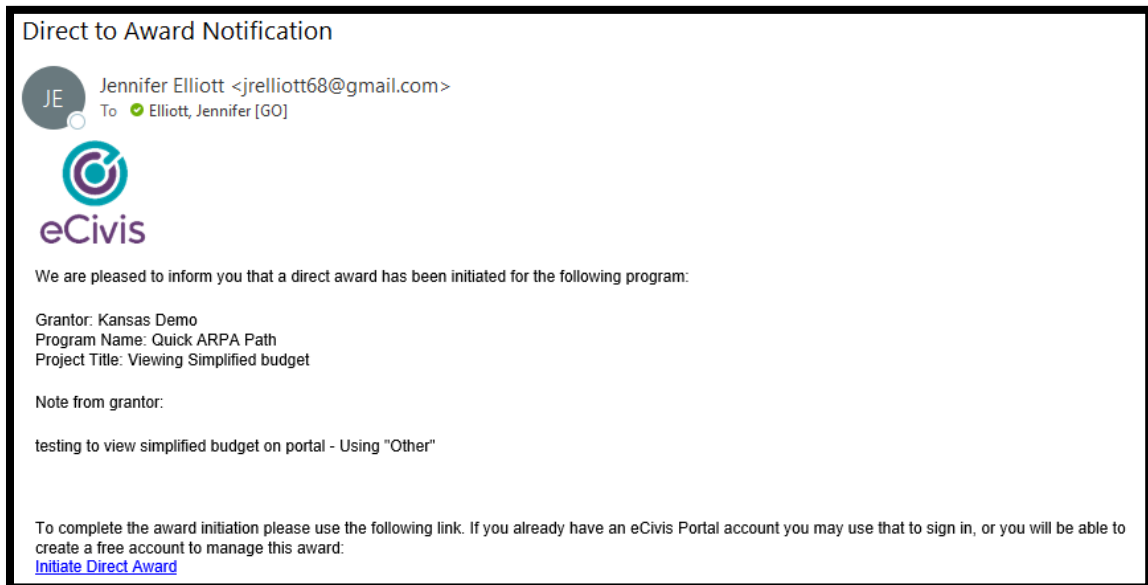 Direct to Award Notification
JE
Jennifer Elliott <jrelliott68@gmail.com>
To Elliott, Jennifer [GO]
eCivis
We are pleased to inform you that a direct award has been initiated for the following program:
Grantor: Kansas Demo
Program Name: Quick ARPA Path
Project Title: Viewing Simplified budget
Note from grantor:
testing to view simplified budget on portal - Using "Other"
To complete the award initiation please use the following link. If you already have an eCivis Portal account you may use that to sign in, or you will be able to
create a free account to manage this award:
Initiate Direct Award